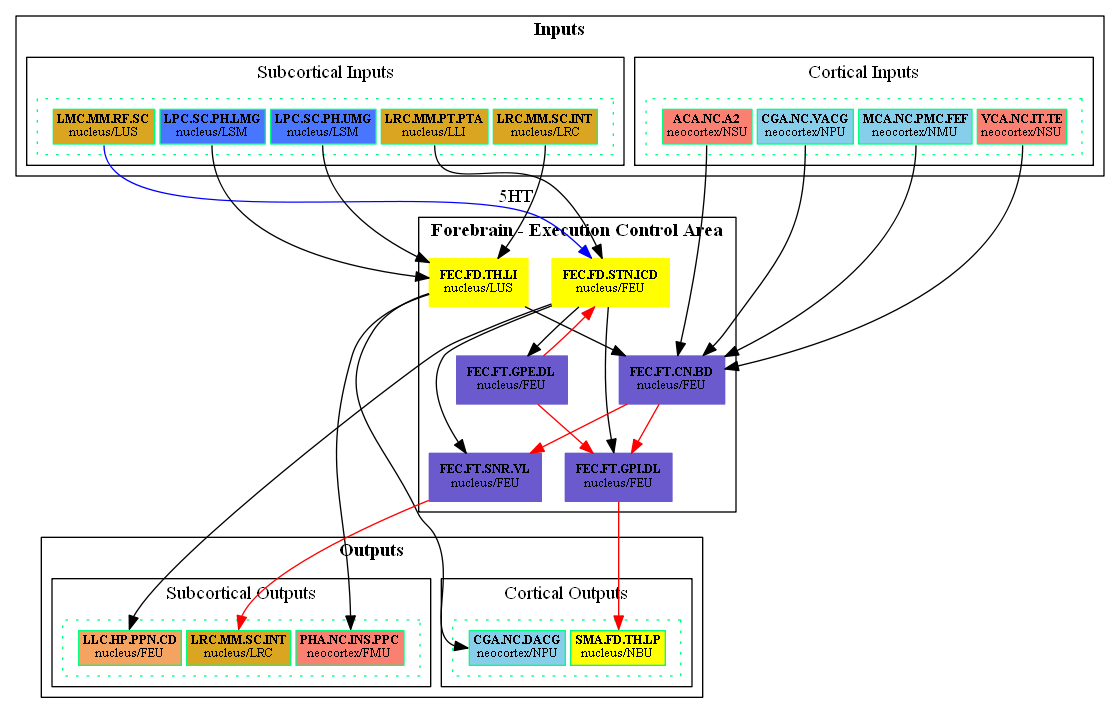 Inputs
Subcortical Inputs
Cortical Inputs
LMC.MM.RF.SC
nucleus/LUS
LPC.SC.PH.LMG
nucleus/LSM
LPC.SC.PH.UMG
nucleus/LSM
LRC.MM.PT.PTA
nucleus/LLI
LRC.MM.SC.INT
nucleus/LRC
ACA.NC.A2
neocortex/NSU
CGA.NC.VACG
neocortex/NPU
MCA.NC.PMC.FEF
neocortex/NMU
VCA.NC.IT.TE
neocortex/NSU
5HT
Forebrain - Execution Control Area
FEC.FD.TH.LI
nucleus/LUS
FEC.FD.STN.ICD
nucleus/FEU
FEC.FT.GPE.DL
nucleus/FEU
FEC.FT.CN.BD
nucleus/FEU
FEC.FT.SNR.VL
nucleus/FEU
FEC.FT.GPI.DL
nucleus/FEU
Outputs
Subcortical Outputs
Cortical Outputs
LLC.HP.PPN.CD
nucleus/FEU
LRC.MM.SC.INT
nucleus/LRC
PHA.NC.INS.PPC
neocortex/FMU
CGA.NC.DACG
neocortex/NPU
SMA.FD.TH.LP
nucleus/NBU